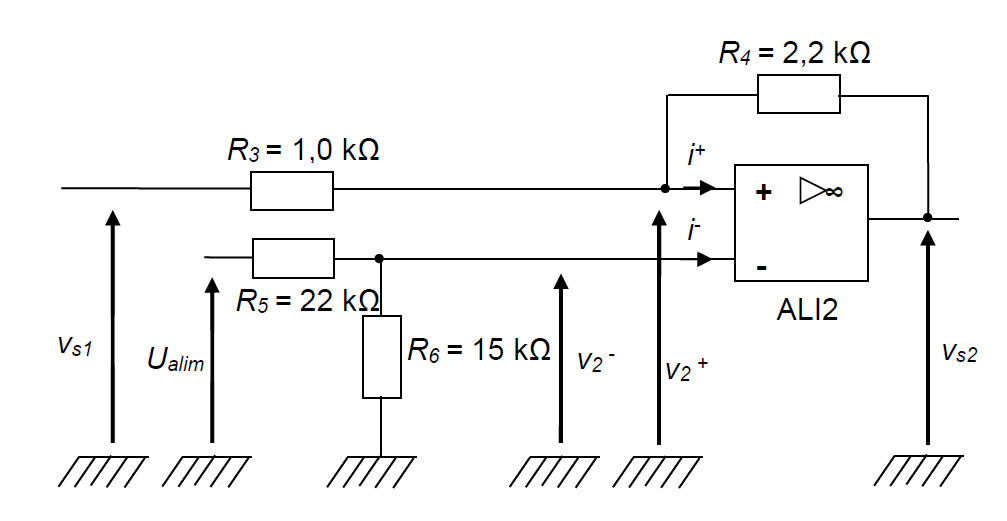 R4 = 2,2 kΩ
R3 = 1,0 kΩ
i+
+ ▷∞
i-
-
R5 = 22 kΩ
ALI2
vs1
Ualim
R6 = 15 kΩ
v2 -
v2 +
vs2